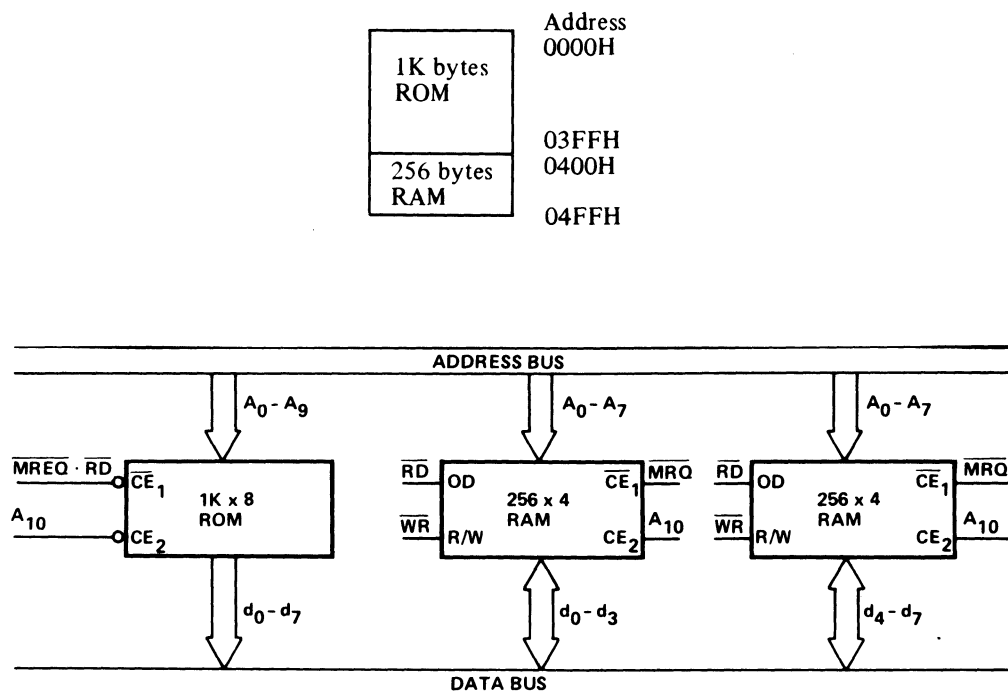 Address
0000H
1K bytes
ROM
03FFH
0400H
256 bytes
RAM
04FFH
ADDRESS BUS
A0 - A9
A0 - A7
A0 - A7
MREQ · RD
CE1
A10
CE2
1K x 8
ROM
RD
OD
WR
R/W
256 x 4
RAM
CE1
MRQ
CE2
A10
RD
OD
WR
R/W
256 x 4
RAM
CE1
MRQ
CE2
A10
d0 - d7
d0 - d3
d4 - d7
DATA BUS